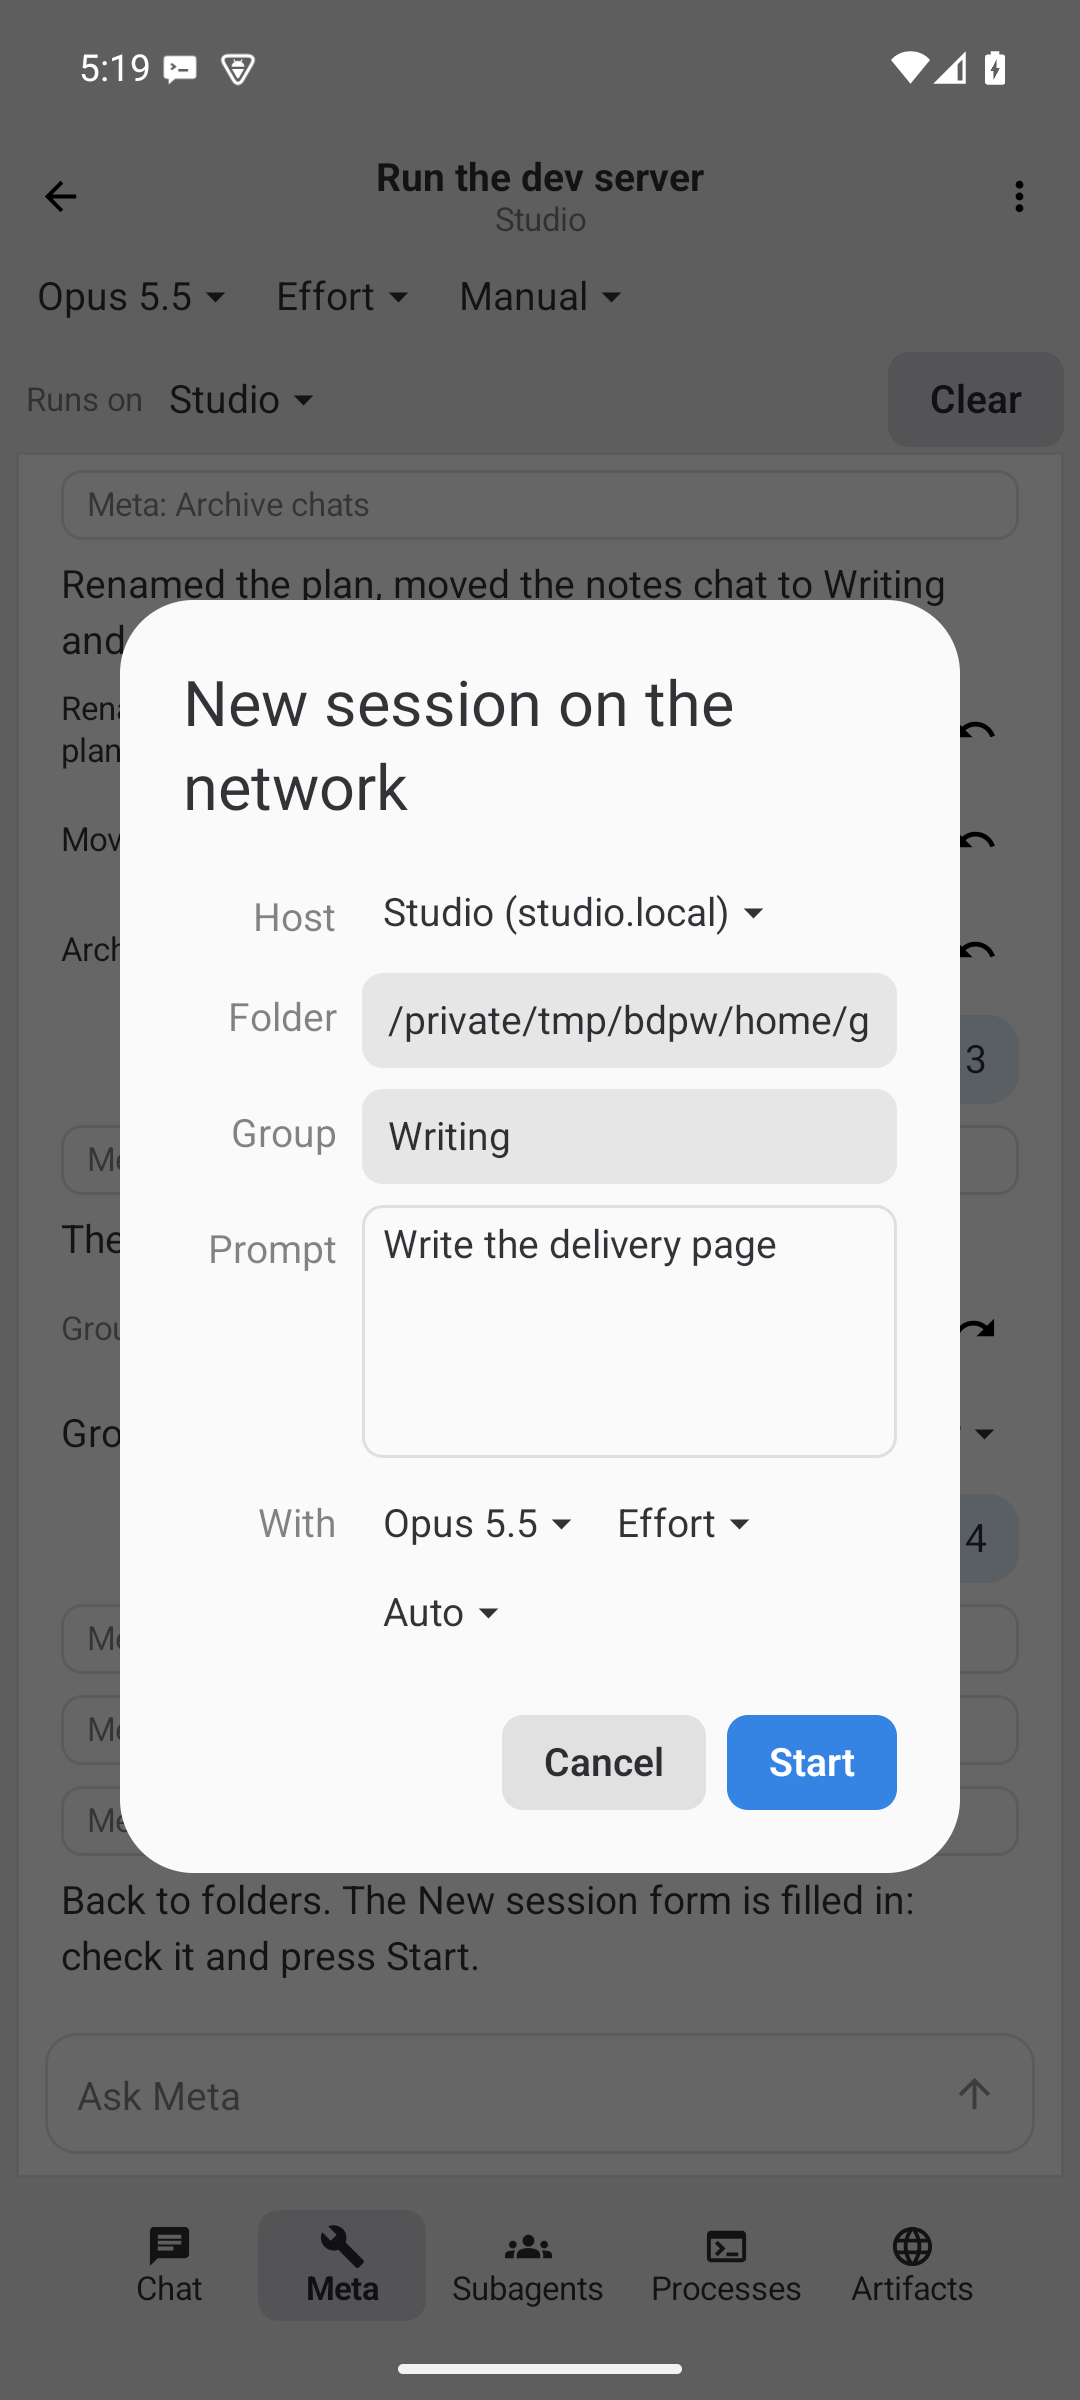 5:19
Run the dev server
Studio
Opus 5.5
Effort
Manual
Runs on
Studio
Clear
Meta: Archive chats
Renamed the plan, moved the notes chat to Writing
and
New session on the
network
Host
Studio (studio.local)
Folder
/private/tmp/bdpw/home/g
3
Group
Writing
Prompt
Write the delivery page
4
With
Opus 5.5
Effort
Auto
Cancel
Start
Back to folders. The New session form is filled in:
check it and press Start.
Ask Meta
Chat
Meta
Subagents
Processes
Artifacts